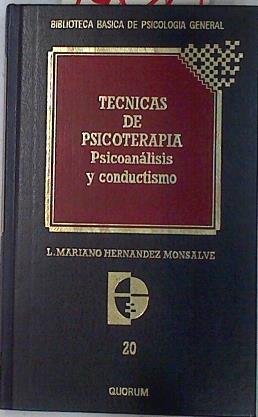 BIBLIOTECA BASICA DE PSICOLOGIA GENERAL
TECNICAS
DE
PSICOTERAPIA
Psicoanálisis
y conductismo
L. MARIANO HERNANDEZ MONSALVE
20
QUORUM